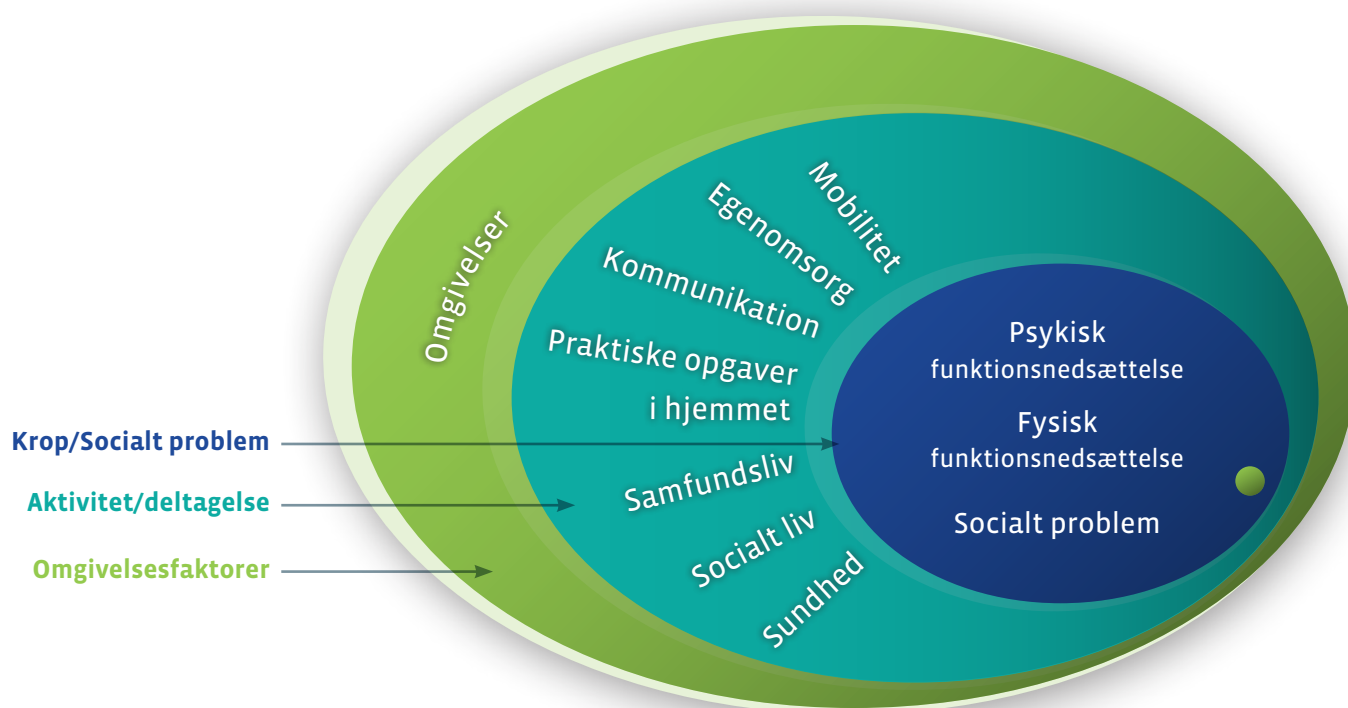 Mobilitet
Egenomsorg
Kommunikation
Omgivelser
Praktiske opgaver
i hjemmet
Samfundsliv
Socialt liv
Sundhed
Psykisk
funktionsnedsættelse
Fysisk
funktionsnedsættelse
Socialt problem
Krop/Socialt problem
Aktivitet/deltagelse
Omgivelsesfaktorer